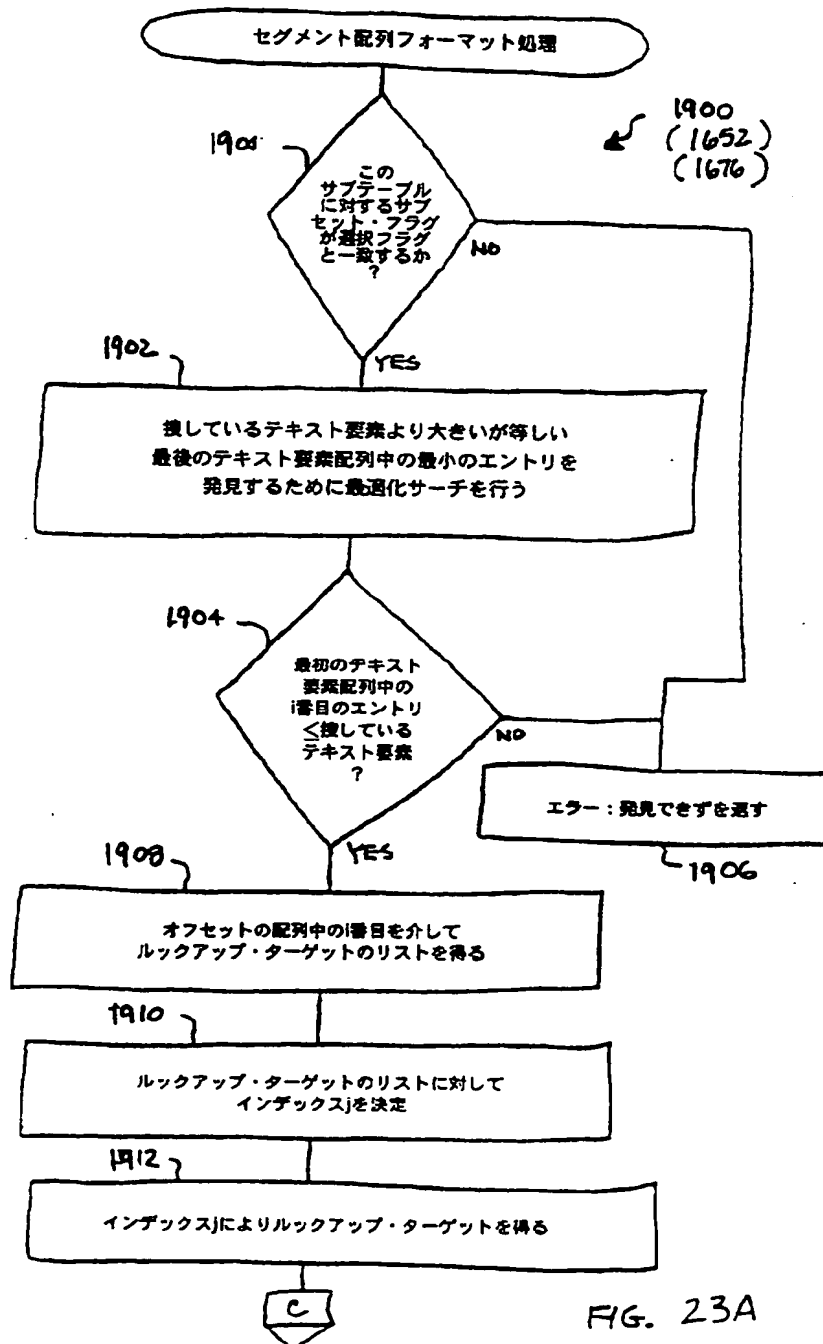 セグメント配列フォーマット処理
1900
(1652)
(1676)
1901
この
サブテーブル
に対するサブ
セット・フラグ
が選択フラグ
と一致するか
?
NO
YES
1902
捜しているテキスト要素より大きいが等しい
最後のテキスト要素配列中の最小のエントリを
発見するために最適化サーチを行う
1904
最初のテキスト
要素配列中の
i番目のエントリ
≤捜している
テキスト要素
?
NO
YES
エラー:発見できずを返す
1906
1908
オフセットの配列中のi番目を介して
ルックアップ・ターゲットのリストを得る
1910
ルックアップ・ターゲットのリストに対して
インデックスjを決定
1912
インデックスjによりルックアップ・ターゲットを得る
C
FIG. 23A